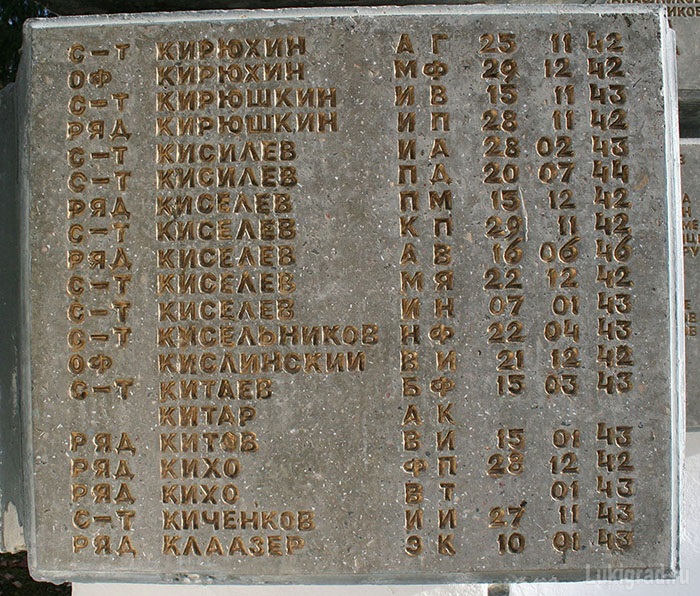 С-Т КИРЮХИН А Г 25 11 42
ОФ КИРЮХИН М Ф 29 12 42
С-Т КИРЮШКИН И В 15 11 43
РЯД КИРЮШКИН И П 28 11 42
С-Т КИСИЛЕВ И А 28 02 43
С-Т КИСИЛЕВ П А 20 07 44
РЯД КИСЕЛЕВ П М 15 12 42
С-Т КИСЕЛЕВ К П 29 11 42
РЯД КИСЕЛЕВ А В 16 06 46
С-Т КИСЕЛЕВ М Я 22 12 42
С-Т КИСЕЛЕВ И Н 07 01 43
С-Т КУСЕЛЬНИКОВ Н Ф 22 04 43
ОФ КИСЛИНСКИЙ В И 21 12 42
С-Т КИТАЕВ Б Ф 15 03 43
КИТАР А К
РЯД КИТОВ В И 15 01 43
РЯД КИХО Ф П 28 12 42
РЯД КИХО В Т 01 43
С-Т КИЧЕНКОВ И И 27 11 43
РЯД КЛААЗЕР Э К 10 01 43
Lukigrad.ru